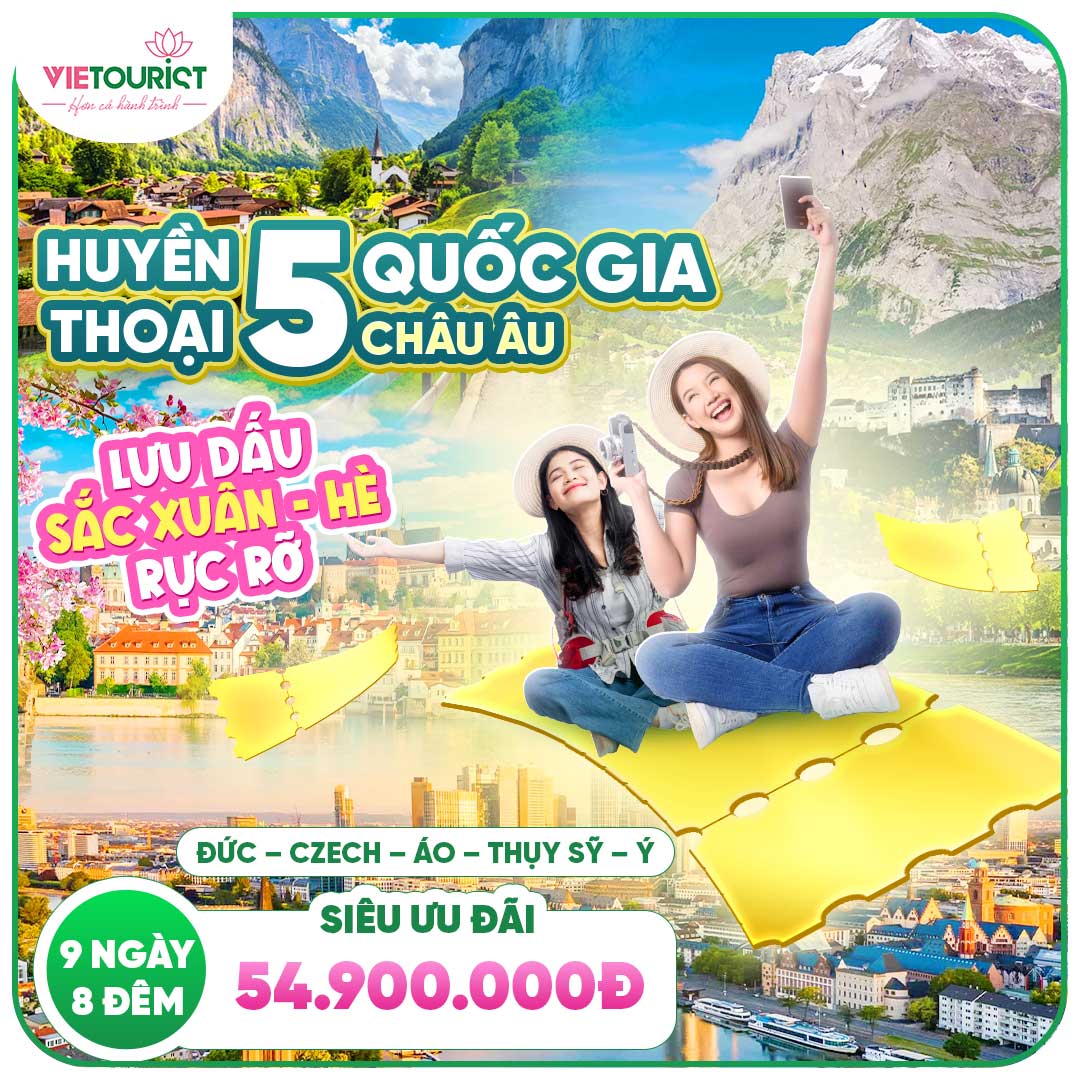 VIETOURIST
Hơn cả hành trình
HUYỀN THOẠI
5
QUỐC GIA
CHÂU ÂU
LƯU DẤU
SẮC XUÂN - HÈ
RỰC RỠ
ĐỨC – CZECH – ÁO – THỤY SỸ – Ý
9 NGÀY
8 ĐÊM
SIÊU ƯU ĐÃI
54.900.000Đ